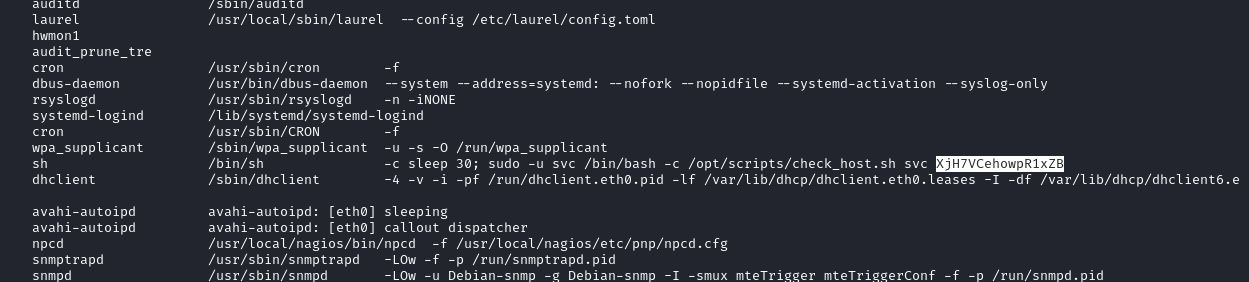 auditd /sbin/auditd
laurel /usr/local/sbin/laurel --config /etc/laurel/config.toml
hwmon1
audit_prune_tre
cron /usr/sbin/cron -f
dbus-daemon /usr/bin/dbus-daemon --system --address=systemd: --nofork --nopidfile --systemd-activation --syslog-only
rsyslogd /usr/sbin/rsyslogd -n -iNONE
systemd-logind /lib/systemd/systemd-logind
cron /usr/sbin/CRON -f
wpa_supplicant /sbin/wpa_supplicant -u -s -O /run/wpa_supplicant
sh /bin/sh -c sleep 30; sudo -u svc /bin/bash -c /opt/scripts/check_host.sh svc XjH7VCehowpR1xZB
dhclient /sbin/dhclient -4 -v -i -pf /run/dhclient.eth0.pid -lf /var/lib/dhcp/dhclient.eth0.leases -I -df /var/lib/dhcp/dhclient6.e
avahi-autoipd avahi-autoipd: [eth0] sleeping
avahi-autoipd avahi-autoipd: [eth0] callout dispatcher
npcd /usr/local/nagios/bin/npcd -f /usr/local/nagios/etc/pnp/npcd.cfg
snmptrapd /usr/sbin/snmptrapd -LOw -f -p /run/snmptrapd.pid
snmpd /usr/sbin/snmpd -LOw -u Debian-snmp -g Debian-snmp -I -smux mteTrigger mteTriggerConf -f -p /run/snmpd.pid